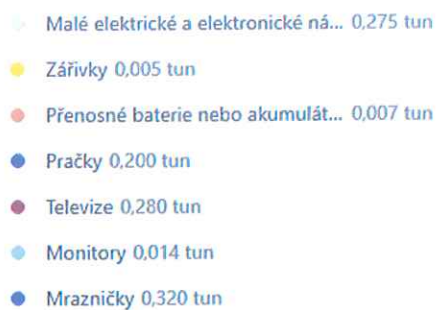 Malé elektrické a elektronické ná... 0,275 tun
Zářivky 0,005 tun
Přenosné baterie nebo akumulát... 0,007 tun
Pračky 0,200 tun
Televize 0,280 tun
Monitory 0,014 tun
Mrazničky 0,320 tun